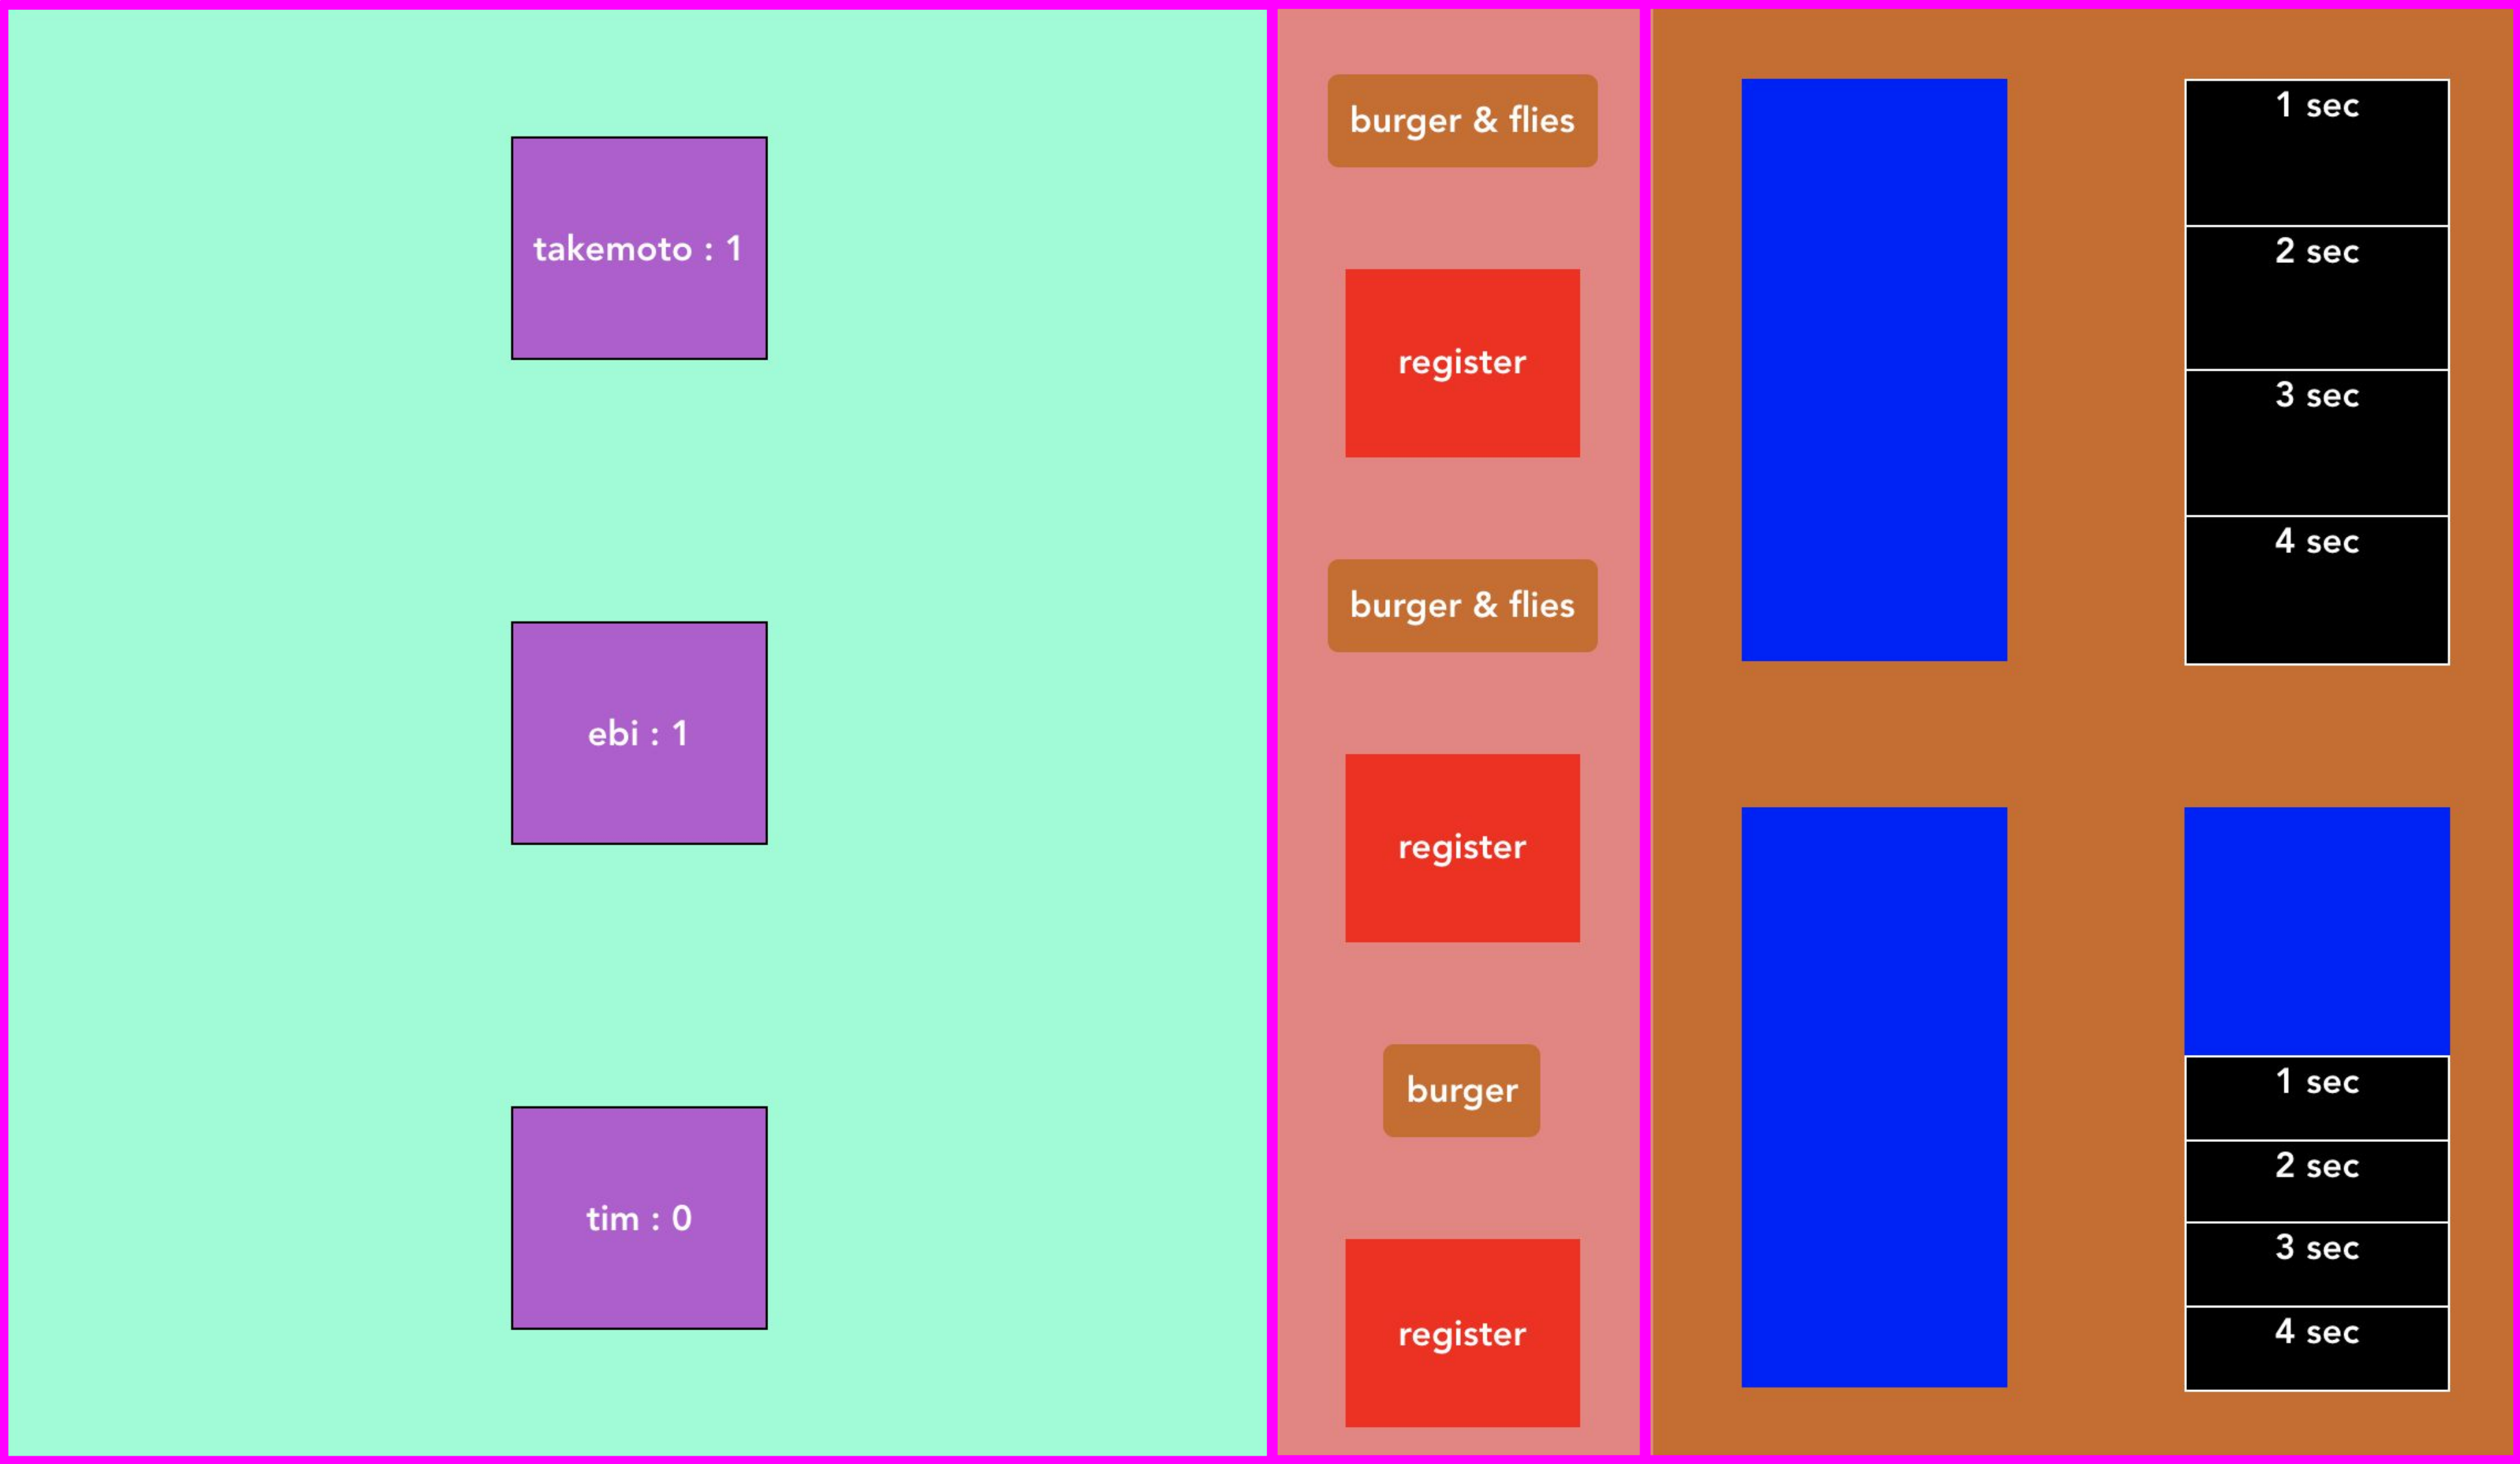 takemoto : 1
ebi : 1
tim : 0
burger & flies
register
burger & flies
register
burger
register
1 sec
2 sec
3 sec
4 sec
1 sec
2 sec
3 sec
4 sec